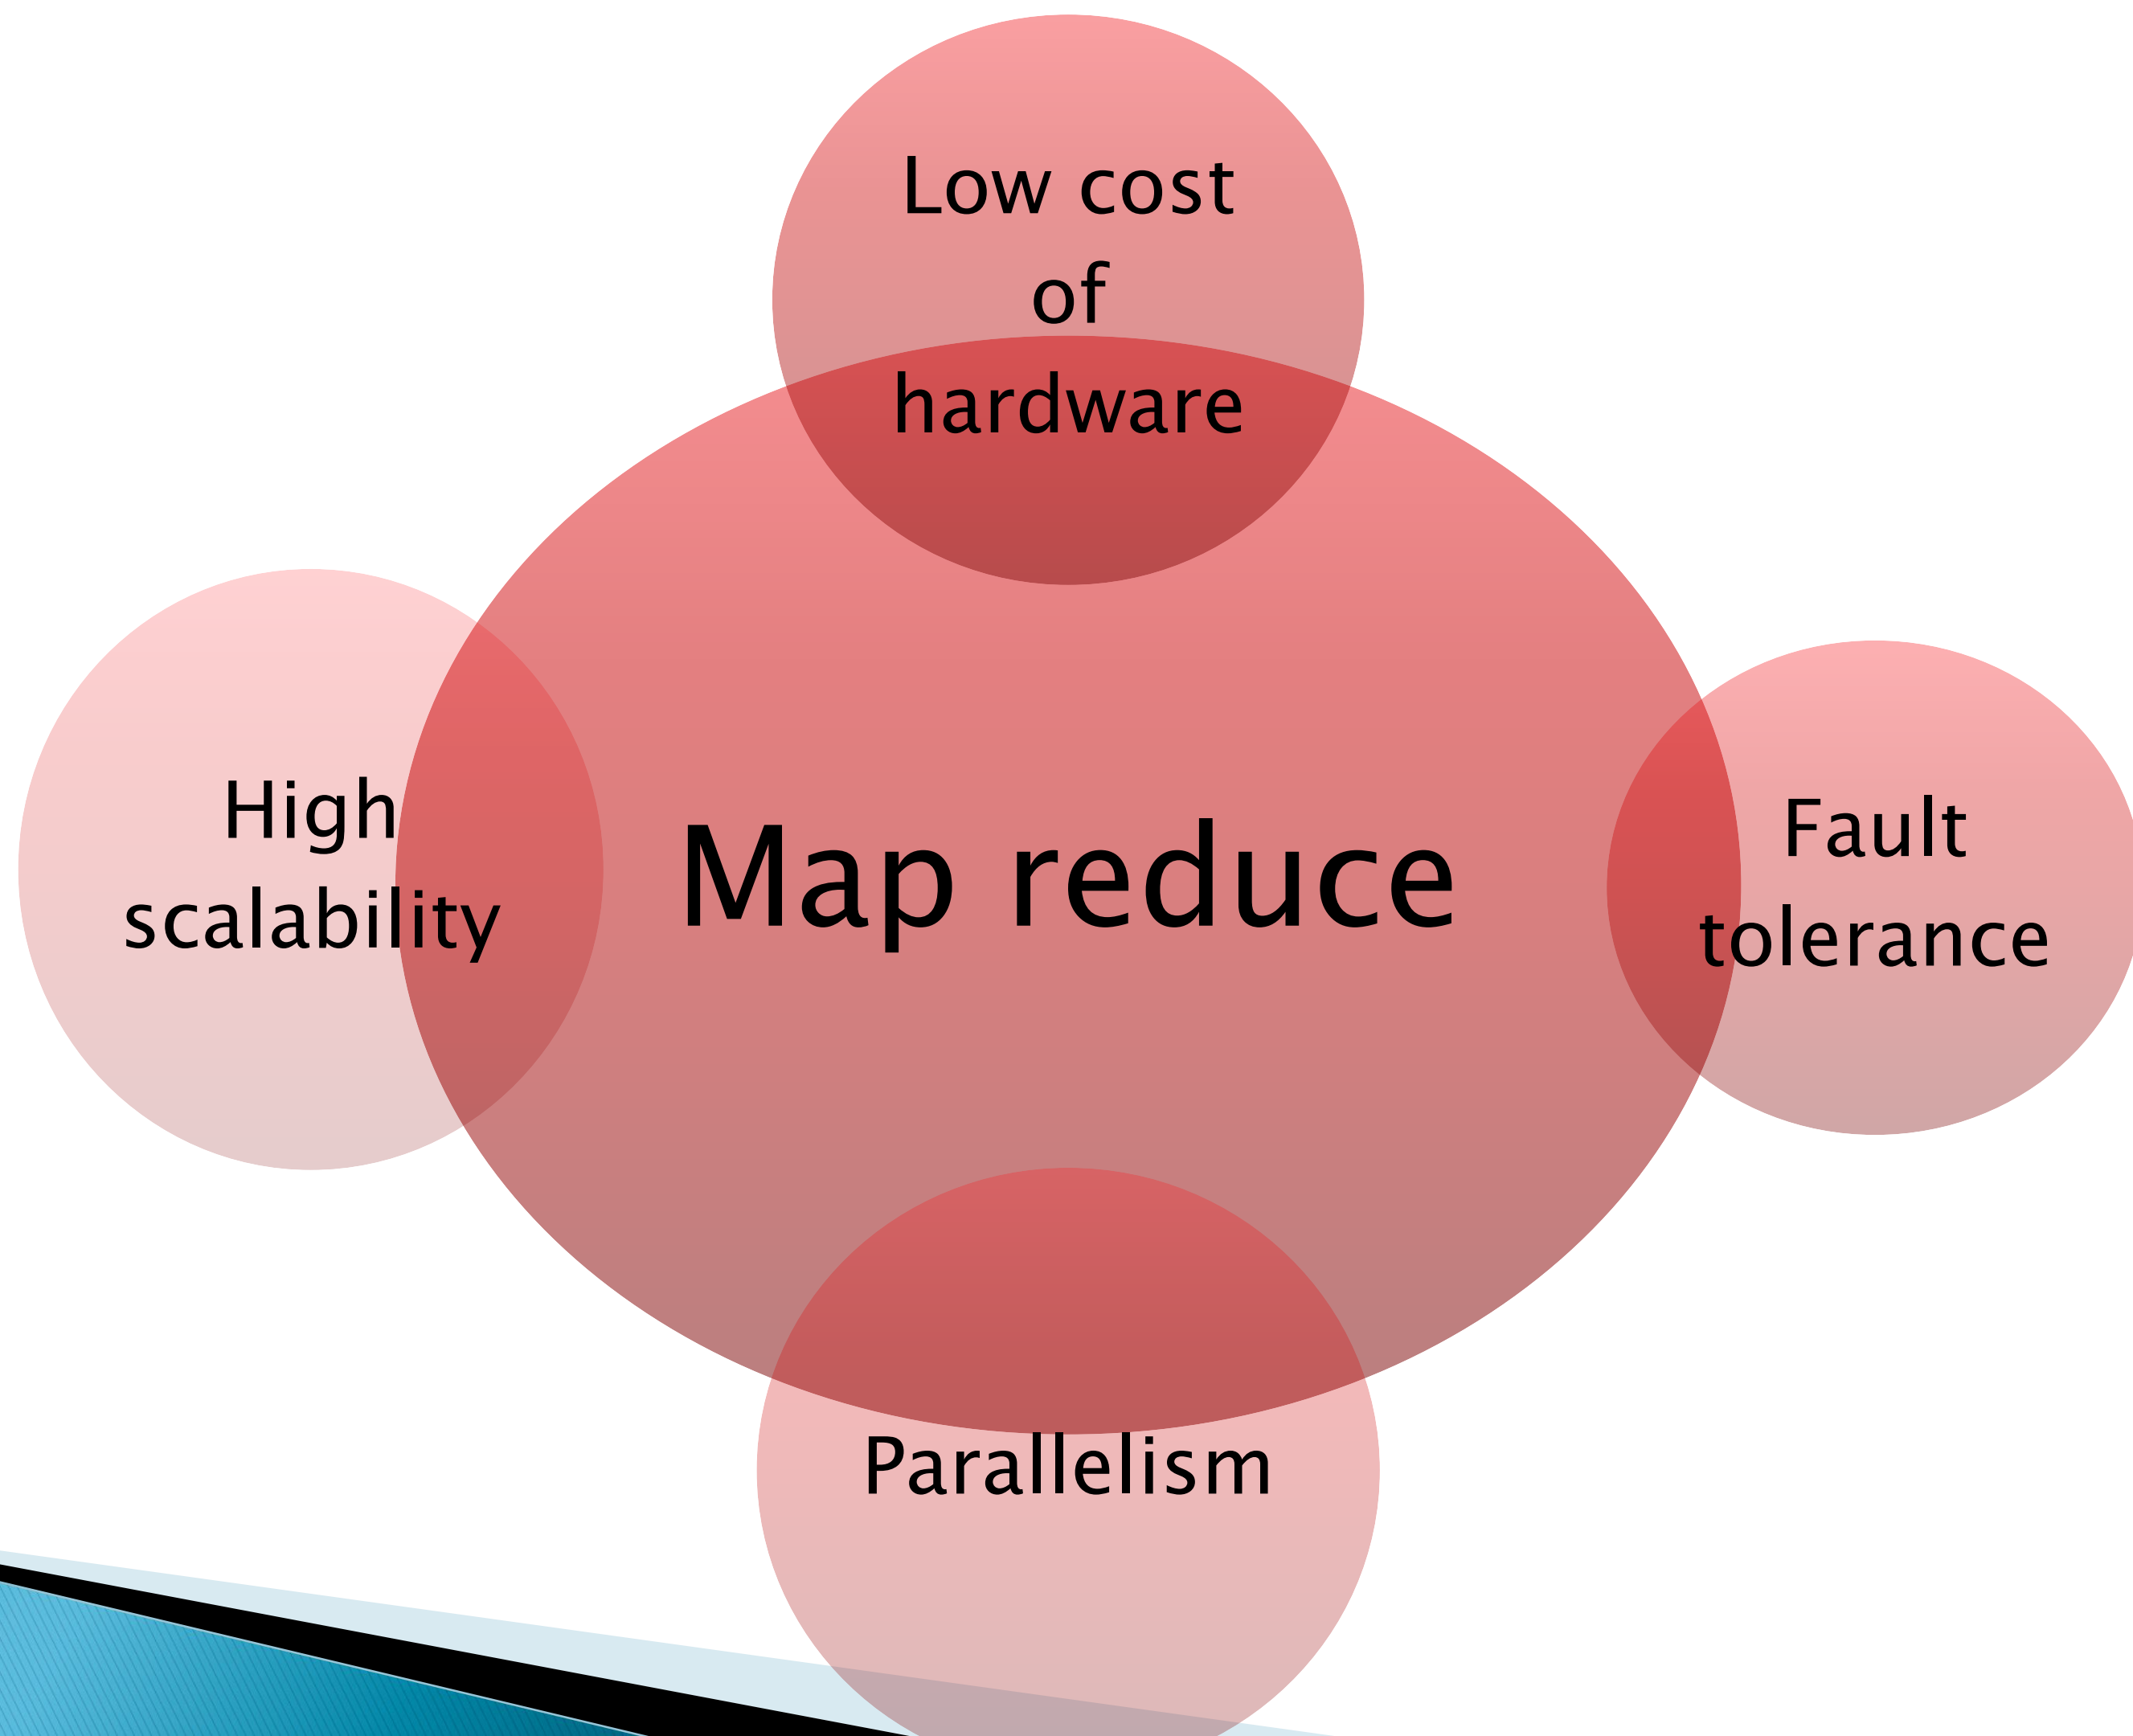 Low cost
of
hardware
High
scalability
Map reduce
Fault
tolerance
Parallelism